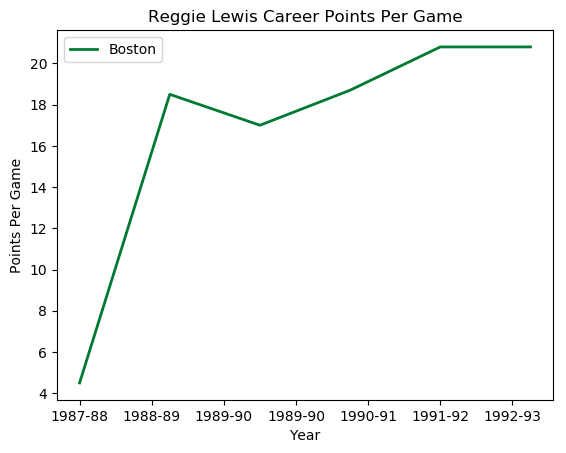 Reggie Lewis Career Points Per Game
Boston
Points Per Game
20
18
16
14
12
10
8
6
4
1987-88 1988-89 1989-90 1989-90 1990-91 1991-92 1992-93
Year